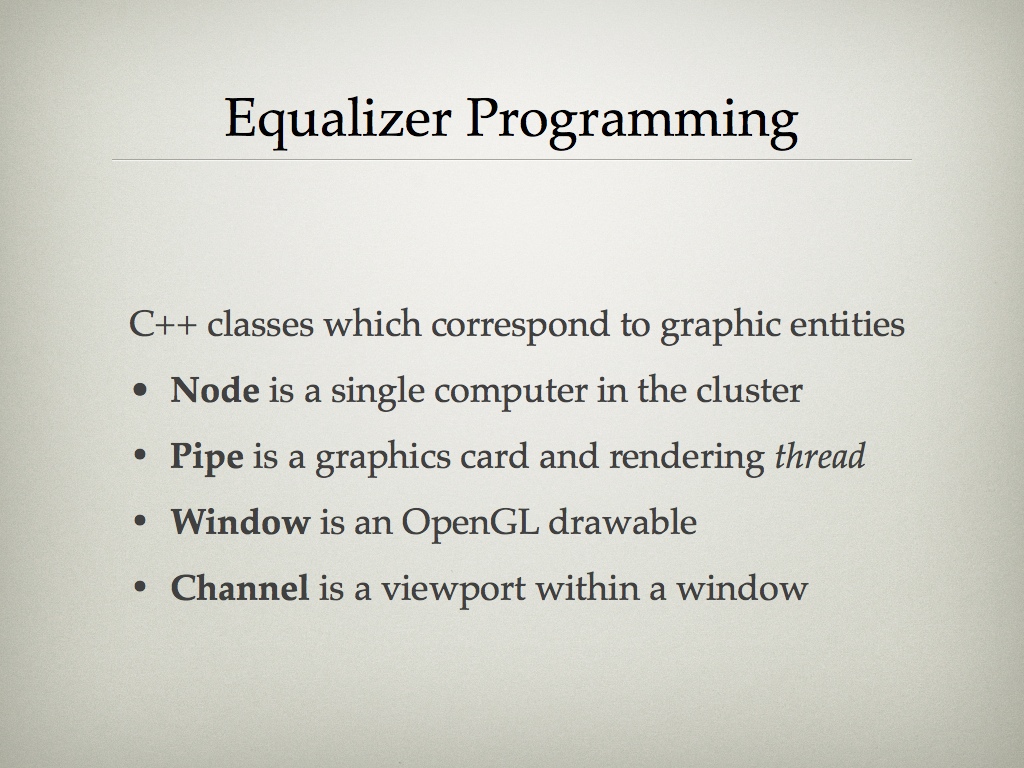 Equalizer Programming
C++ classes which correspond to graphic entities
• Node is a single computer in the cluster
• Pipe is a graphics card and rendering thread
• Window is an OpenGL drawable
• Channel is a viewport within a window